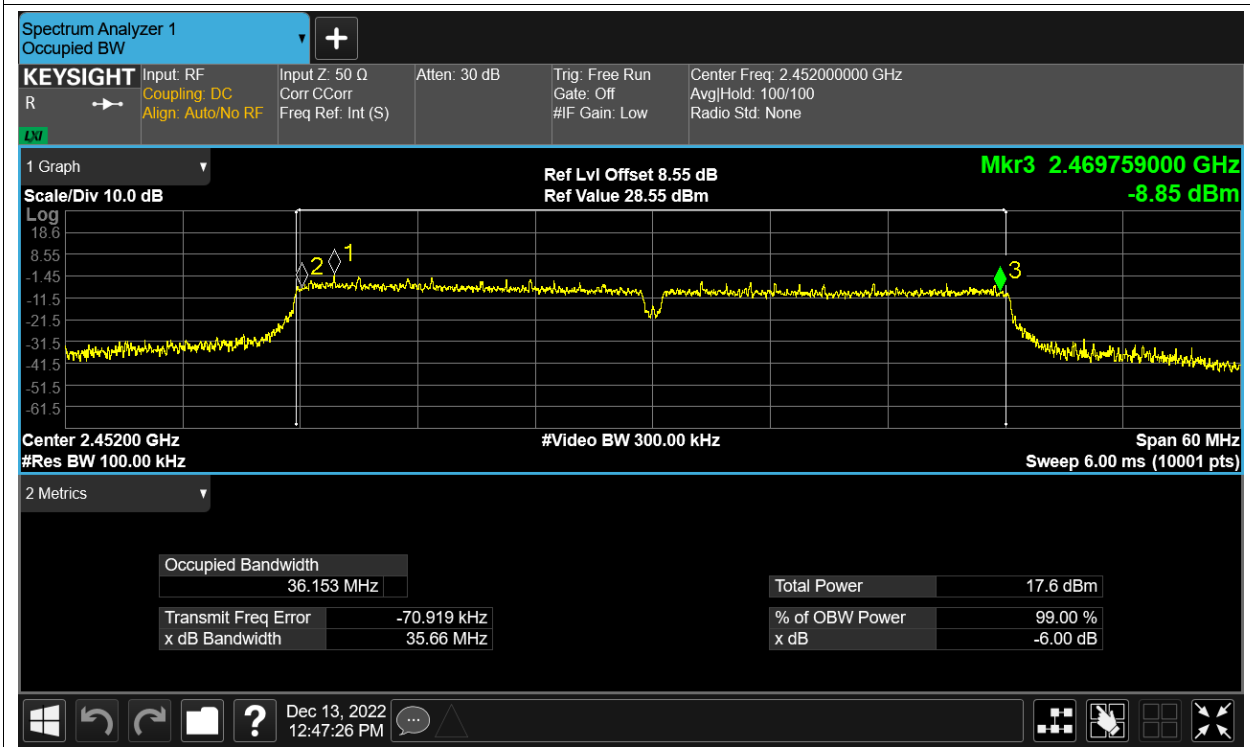 Spectrum Analyzer 1
Occupied BW
KEYSIGHT
R
LXI
Input: RF
Coupling: DC
Align: Auto/No RF
Input Z: 50 Ω
Corr CCorr
Freq Ref: Int (S)
Atten: 30 dB
Trig: Free Run
Gate: Off
#IF Gain: Low
Center Freq: 2.452000000 GHz
Avg|Hold: 100/100
Radio Std: None
1 Graph
Scale/Div 10.0 dB
Ref Lvl Offset 8.55 dB
Ref Value 28.55 dBm
Mkr3 2.469759000 GHz
-8.85 dBm
Log
18.6
8.55
-1.45
-11.5
-21.5
-31.5
-41.5
-51.5
-61.5
2
1
3
Center 2.45200 GHz
#Video BW 300.00 kHz
Span 60 MHz
#Res BW 100.00 kHz
Sweep 6.00 ms (10001 pts)
2 Metrics
Occupied Bandwidth
36.153 MHz
Total Power 17.6 dBm
Transmit Freq Error -70.919 kHz
% of OBW Power 99.00 %
x dB Bandwidth 35.66 MHz
x dB -6.00 dB
?
Dec 13, 2022
12:47:26 PM